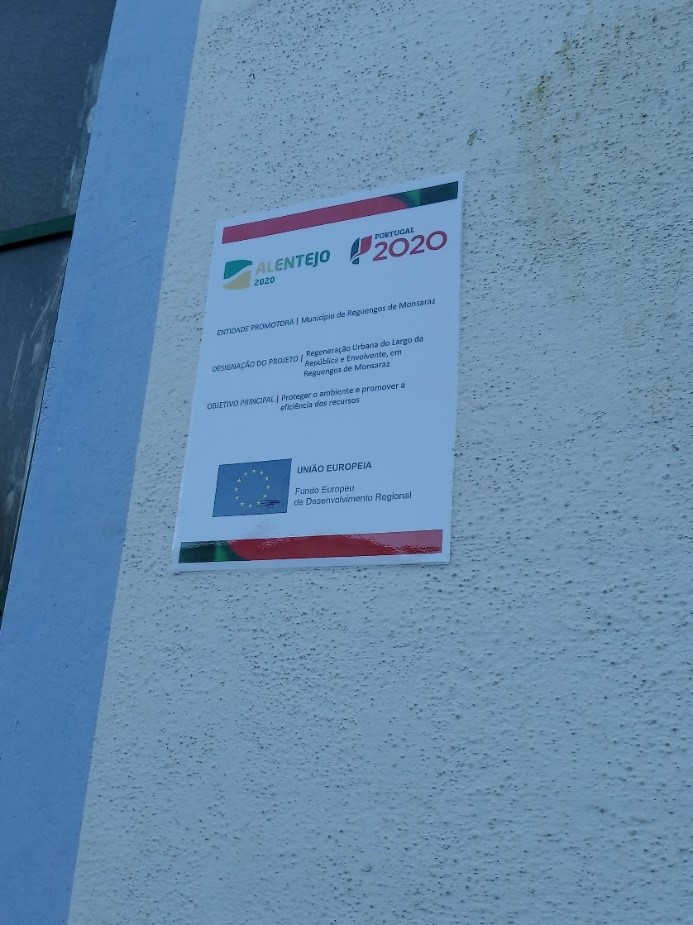 ALENTEJO
2020
PORTUGAL
2020
ENTIDADE PROMOTORA | Município de Reguengos de Monsaraz
DESIGNAÇÃO DO PROJETO | Regeneração Urbana do Largo da
República e Envolvente, em
Reguengos de Monsaraz
OBJETIVO PRINCIPAL | Proteger o ambiente e promover a
eficiência dos recursos
UNIÃO EUROPEIA
Fundo Europeu
de Desenvolvimento Regional